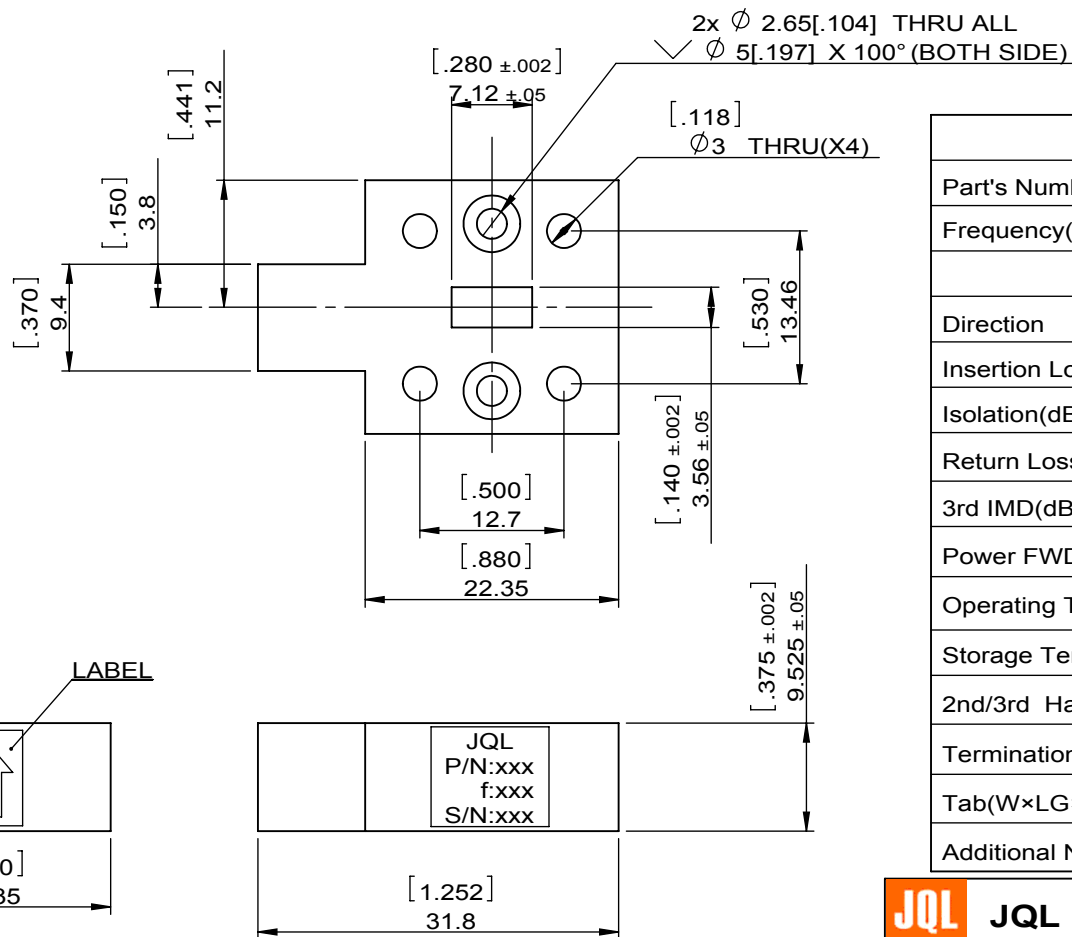 2x ∅ 2.65[.104] THRU ALL
∅ 5[.197] X 100° (BOTH SIDE)
[.280 ±.002]
7.12 ±.05
[.441]
11.2
[.118]
∅3 THRU(X4)
[.150]
3.8
[.370]
9.4
[.530]
13.46
[.140 ±.002]
3.56 ±.05
[.500]
12.7
[.880]
22.35
[.375 ±.002]
9.525 ±.05
LABEL
JQL
P/N:xxx
f:xxx
S/N:xxx
0]
35
[1.252]
31.8
Part's Num
Frequency(
Direction
Insertion Lo
Isolation(dB
Return Loss
3rd IMD(dB
Power FWD
Operating T
Storage Ter
2nd/3rd Ha
Termination
Tab(W×LG
Additional N
JQL JQL